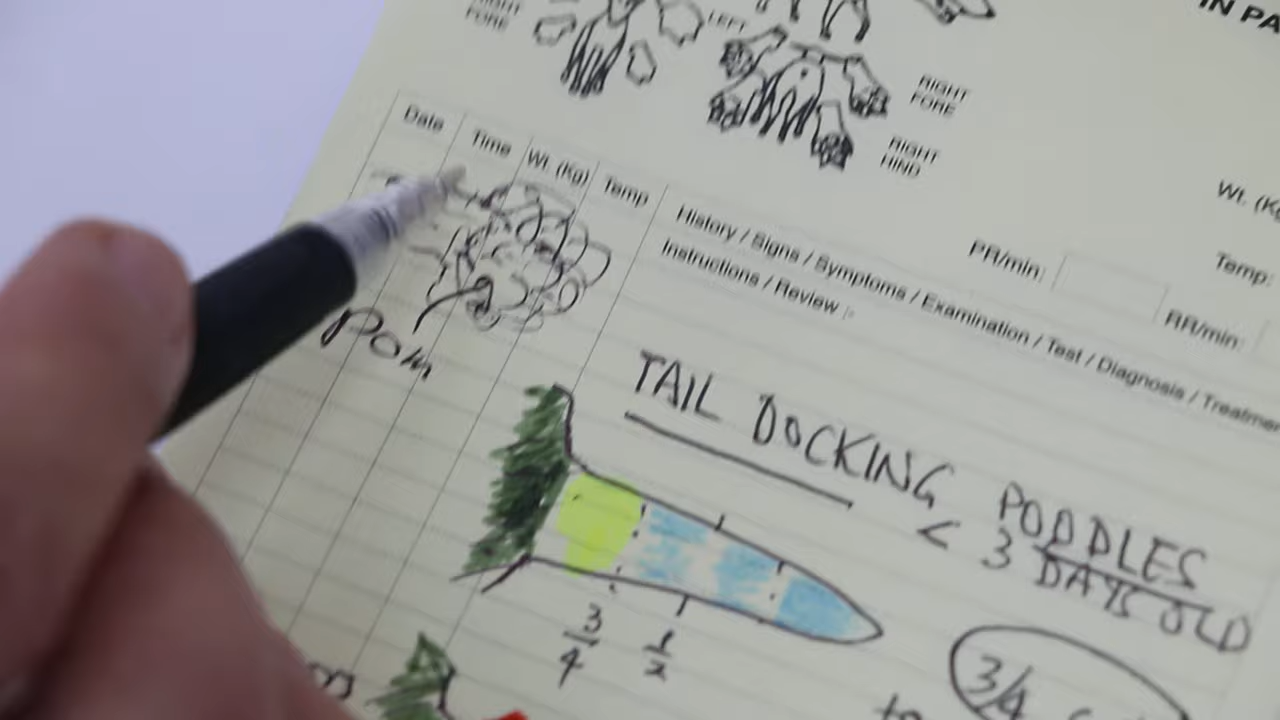 IN PA
RIGHT
FORE
LEFT
RIGHT
FORE
RIGHT
HIND
Date
Time
Wt. (Kg)
Temp
Wt. (K
PR/min:
Temp:
RR/min:
History / Signs / Symptoms / Examination / Test / Diagnosis / Treatme
Instructions / Review :-
Pom
TAIL DOCKING POODLES
< 3 DAYS OLD
3/4
1/2
3/4
to